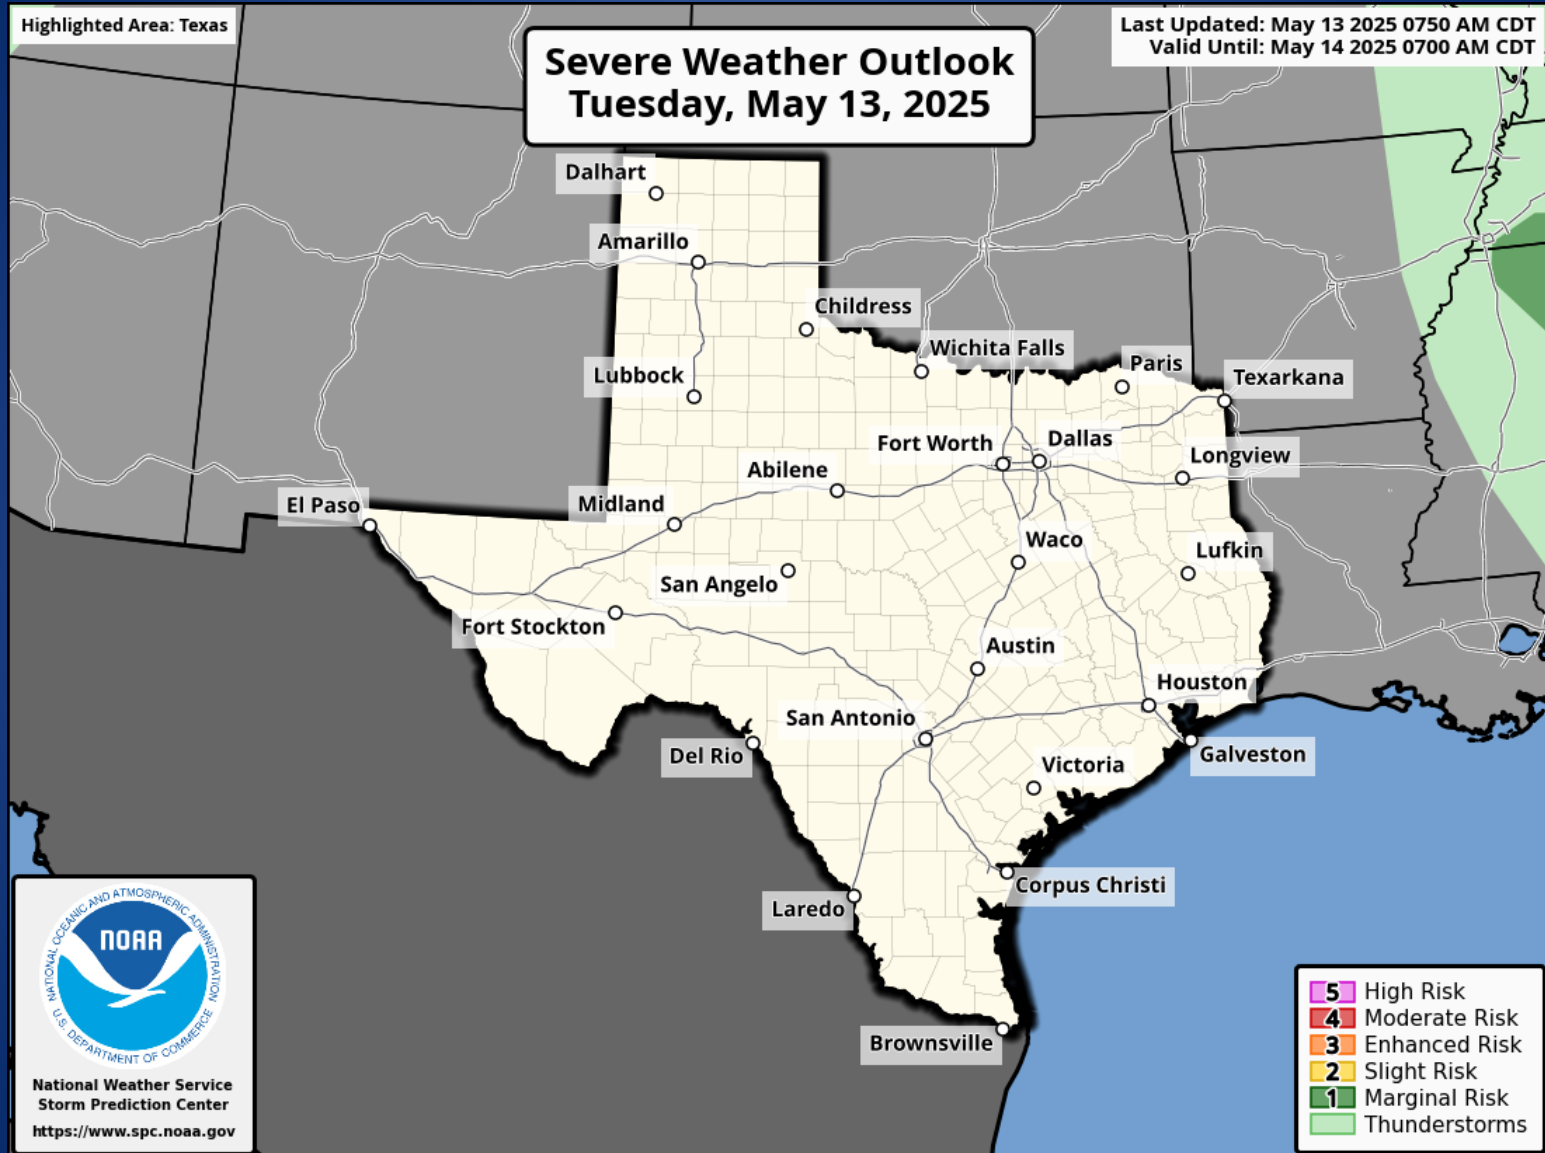 Highlighted Area: Texas
Severe Weather Outlook
Tuesday, May 13, 2025
Last Updated: May 13 2025 0750 AM CDT
Valid Until: May 14 2025 0700 AM CDT
Dalhart
Amarillo
Childress
Wichita Falls
Paris
Lubbock
Texarkana
Fort Worth
Dallas
Longview
Abilene
Midland
El Paso
Waco
Lufkin
San Angelo
Fort Stockton
Austin
Houston
San Antonio
Del Rio
Galveston
Victoria
Corpus Christi
Laredo
Brownsville
NATIONAL OCEANIC AND ATMOSPHERIC ADMINISTRATION
NOAA
U.S. DEPARTMENT OF COMMERCE
National Weather Service
Storm Prediction Center
https://www.spc.noaa.gov
5 High Risk
4 Moderate Risk
3 Enhanced Risk
2 Slight Risk
1 Marginal Risk
Thunderstorms